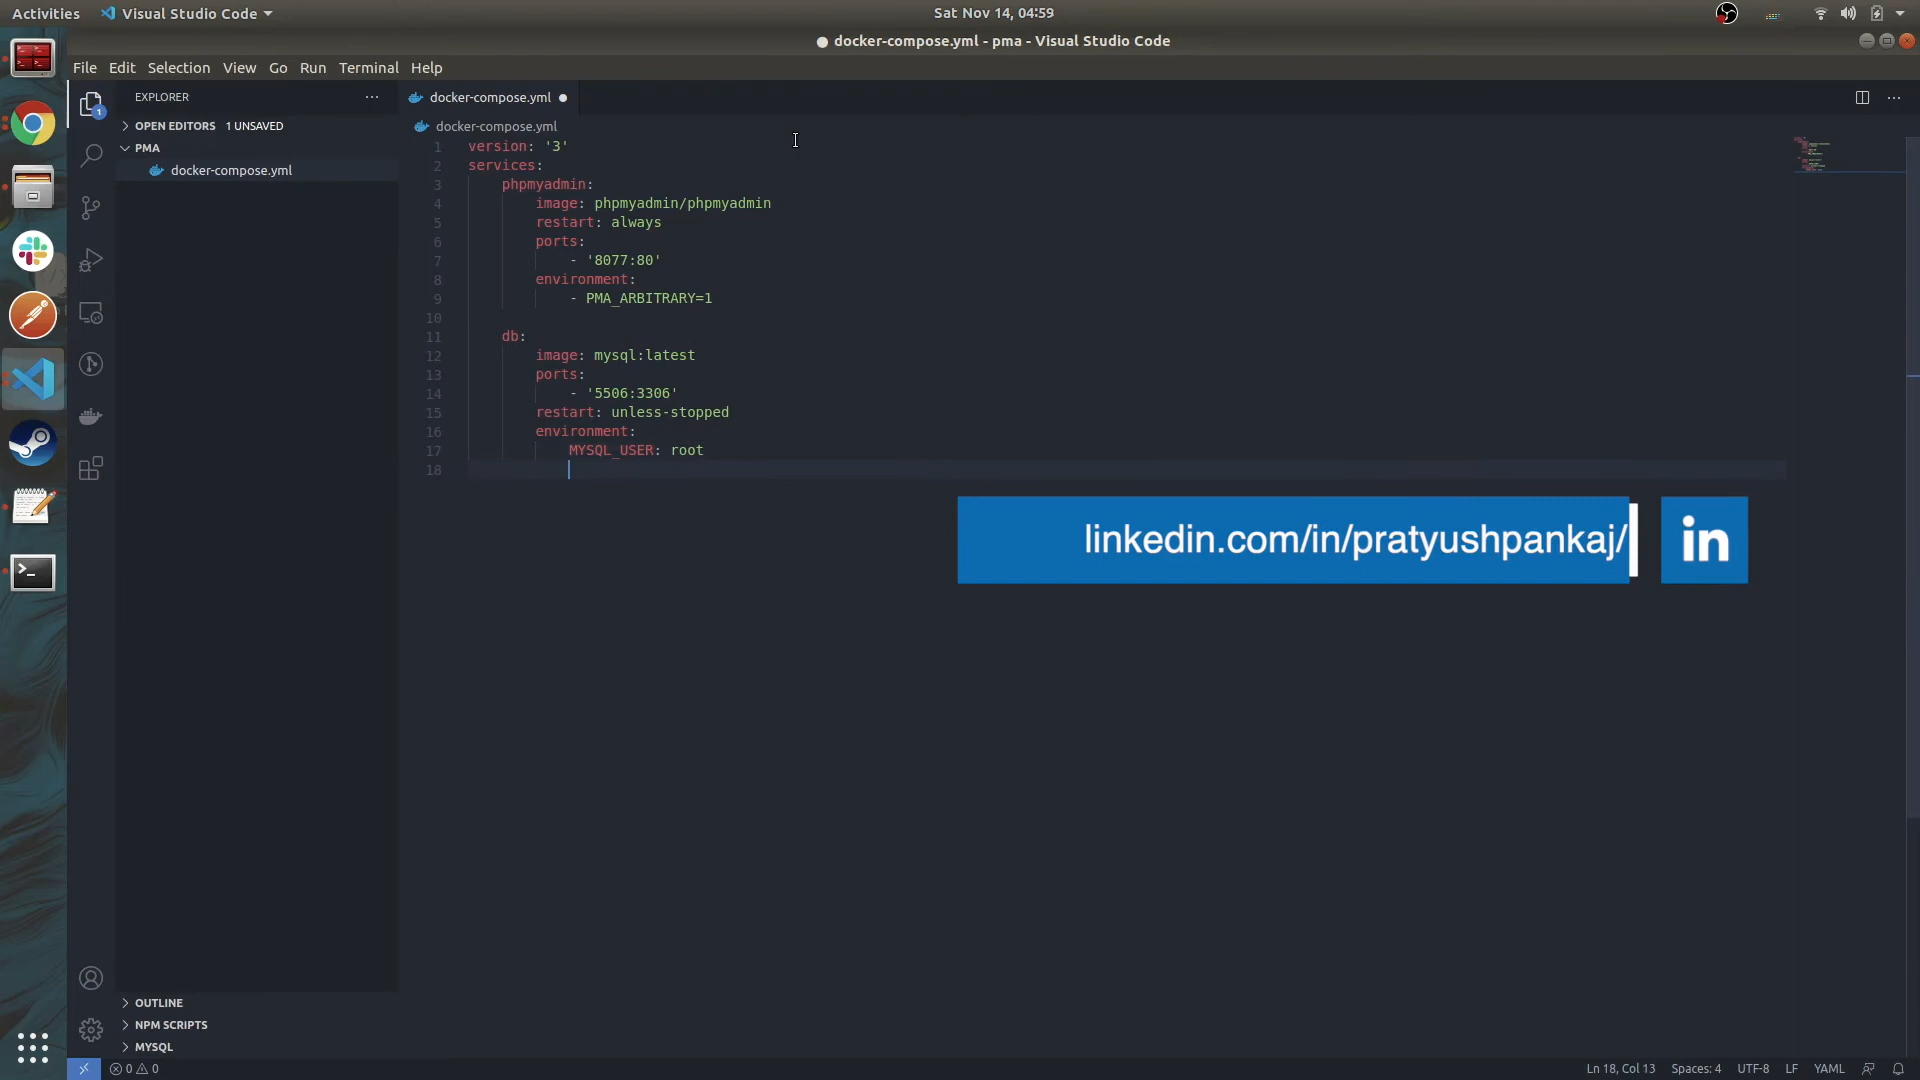 Activities
Visual Studio Code
Sat Nov 14, 04:59
● docker-compose.yml - pma - Visual Studio Code
File Edit Selection View Go Run Terminal Help
EXPLORER
OPEN EDITORS 1 UNSAVED
PMA
docker-compose.yml
1
docker-compose.yml ●
docker-compose.yml
1 version: '3'
2 services:
3 phpmyadmin:
4 image: phpmyadmin/phpmyadmin
5 restart: always
6 ports:
7 - '8077:80'
8 environment:
9 - PMA_ARBITRARY=1
10
11 db:
12 image: mysql:latest
13 ports:
14 - '5506:3306'
15 restart: unless-stopped
16 environment:
17 MYSQL_USER: root
18
linkedin.com/in/pratyushpankaj/
in
OUTLINE
NPM SCRIPTS
MYSQL
0 0
Ln 18, Col 13 Spaces: 4 UTF-8 LF YAML